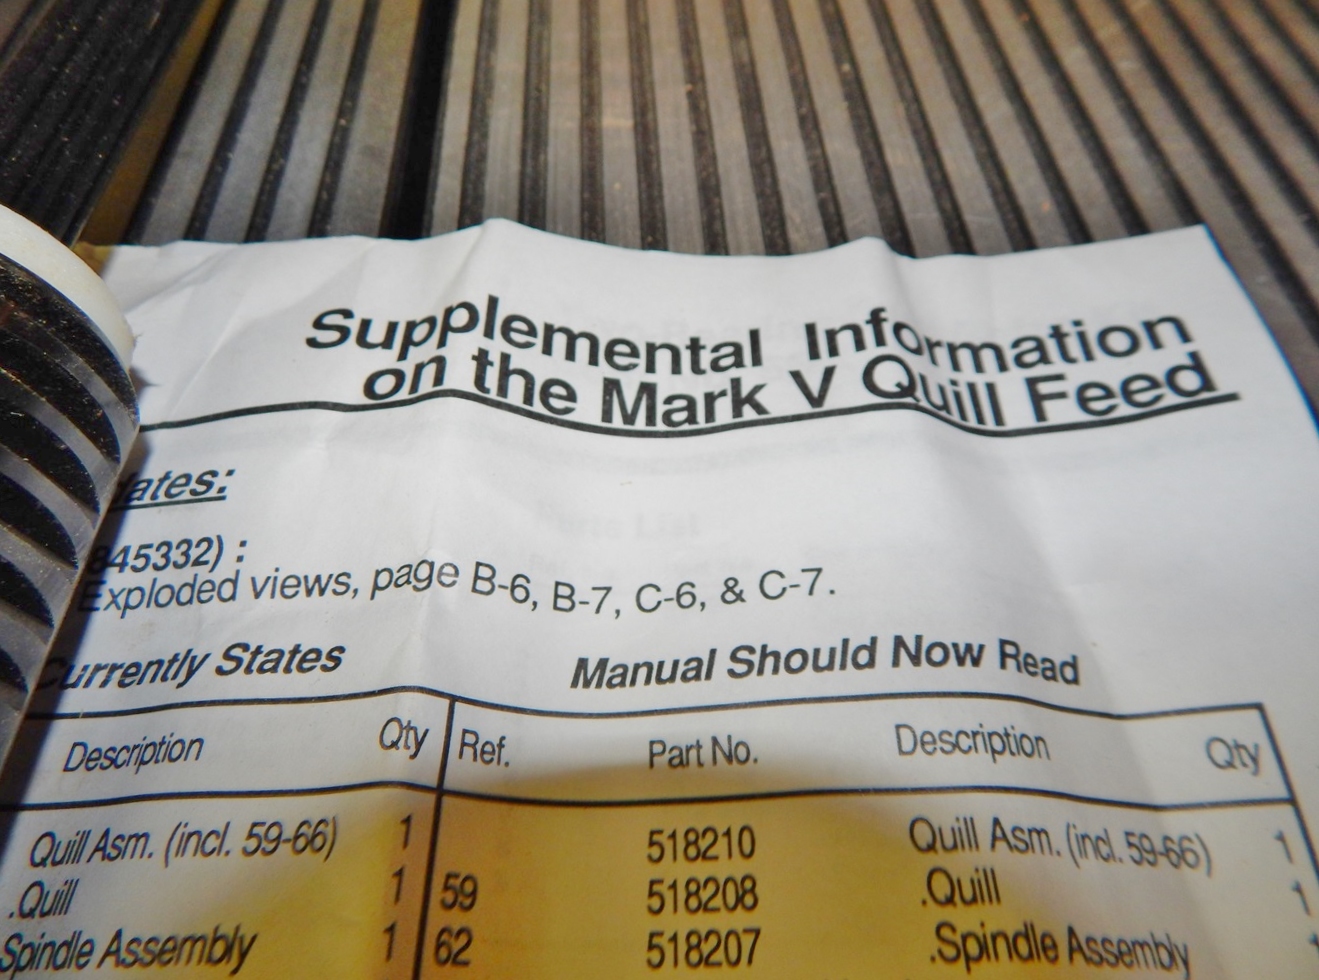 Supplemental Information
on the Mark V Quill Feed
845332) :
Exploded views, page B-6, B-7, C-6, & C-7.
Currently States Manual Should Now Read
Description Qty Ref. Part No. Description Qty
Quill Asm. (incl. 59-66) 1 518210 Quill Asm. (incl. 59-66) 1
.Quill 1 59 518208 .Quill 1
Spindle Assembly 1 62 518207 .Spindle Assembly 1